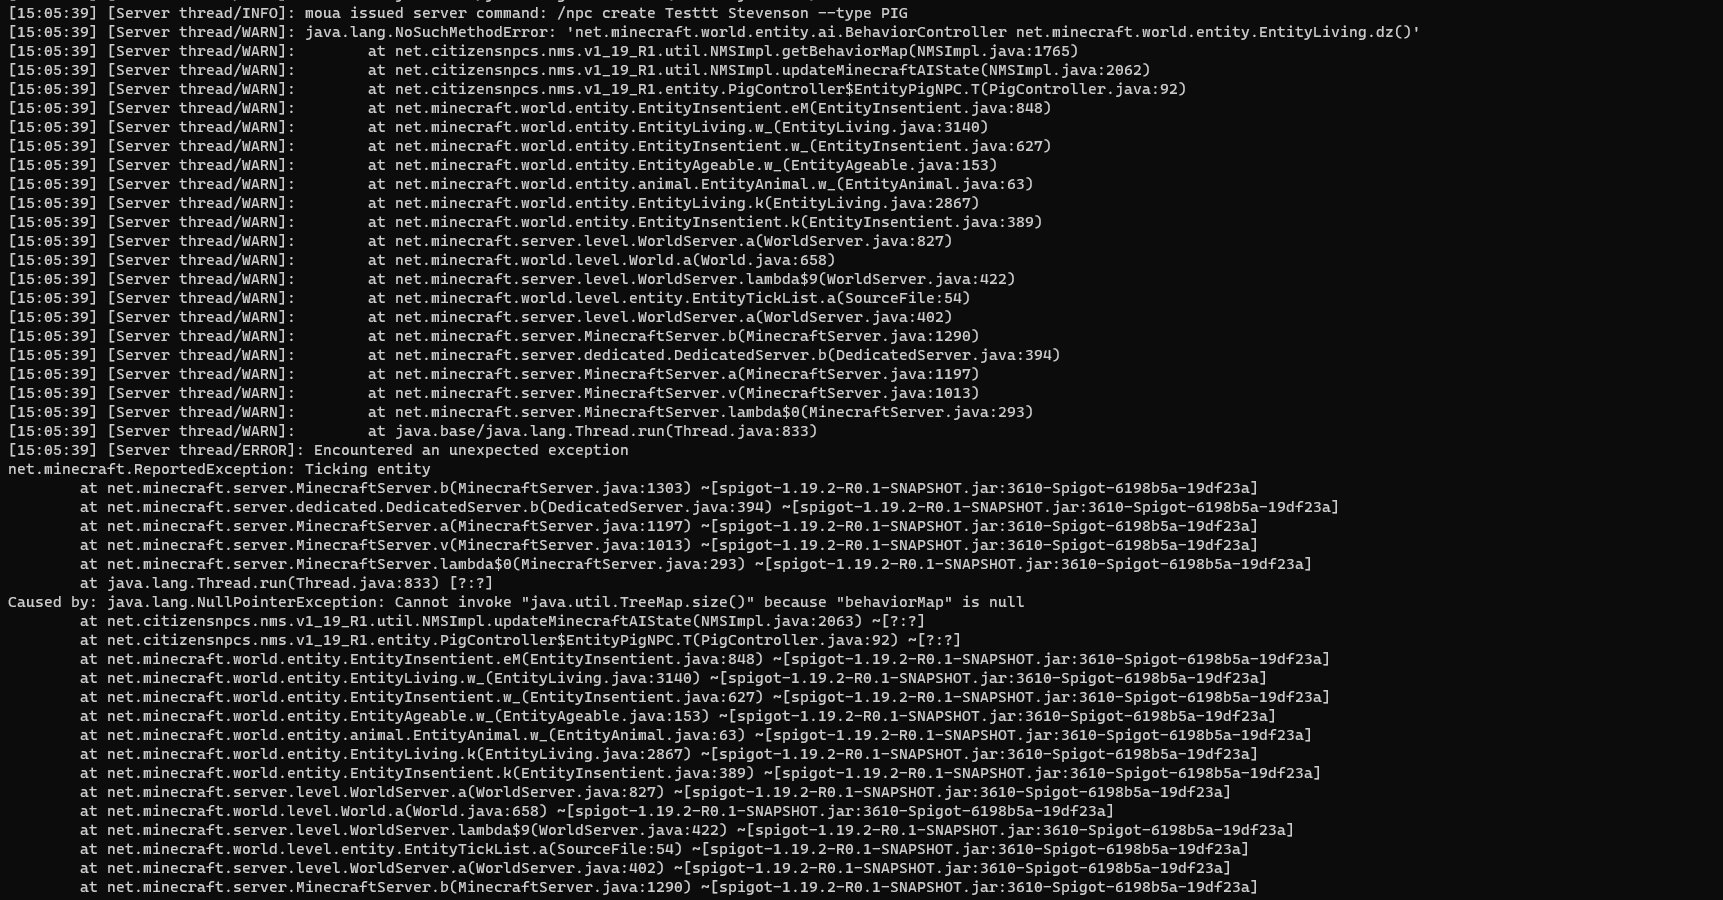 [15:05:39] [Server thread/INFO]: moua issued server command: /npc create Testtt Stevenson --type PIG
[15:05:39] [Server thread/WARN]: java.lang.NoSuchMethodError: 'net.minecraft.world.entity.ai.BehaviorController net.minecraft.world.entity.EntityLiving.dz()'
[15:05:39] [Server thread/WARN]: at net.citizensnpcs.nms.v1_19_R1.util.NMSImpl.getBehaviorMap(NMSImpl.java:1765)
[15:05:39] [Server thread/WARN]: at net.citizensnpcs.nms.v1_19_R1.util.NMSImpl.updateMinecraftAIState(NMSImpl.java:2062)
[15:05:39] [Server thread/WARN]: at net.citizensnpcs.nms.v1_19_R1.entity.PigController$EntityPigNPC.T(PigController.java:92)
[15:05:39] [Server thread/WARN]: at net.minecraft.world.entity.EntityInsentient.eM(EntityInsentient.java:848)
[15:05:39] [Server thread/WARN]: at net.minecraft.world.entity.EntityLiving.w_(EntityLiving.java:3140)
[15:05:39] [Server thread/WARN]: at net.minecraft.world.entity.EntityInsentient.w_(EntityInsentient.java:627)
[15:05:39] [Server thread/WARN]: at net.minecraft.world.entity.EntityAgeable.w_(EntityAgeable.java:153)
[15:05:39] [Server thread/WARN]: at net.minecraft.world.entity.animal.EntityAnimal.w_(EntityAnimal.java:63)
[15:05:39] [Server thread/WARN]: at net.minecraft.world.entity.EntityLiving.k(EntityLiving.java:2867)
[15:05:39] [Server thread/WARN]: at net.minecraft.world.entity.EntityInsentient.k(EntityInsentient.java:389)
[15:05:39] [Server thread/WARN]: at net.minecraft.server.level.WorldServer.a(WorldServer.java:827)
[15:05:39] [Server thread/WARN]: at net.minecraft.world.level.World.a(World.java:658)
[15:05:39] [Server thread/WARN]: at net.minecraft.server.level.WorldServer.lambda$9(WorldServer.java:422)
[15:05:39] [Server thread/WARN]: at net.minecraft.world.level.entity.EntityTickList.a(SourceFile:54)
[15:05:39] [Server thread/WARN]: at net.minecraft.server.level.WorldServer.a(WorldServer.java:402)
[15:05:39] [Server thread/WARN]: at net.minecraft.server.MinecraftServer.b(MinecraftServer.java:1290)
[15:05:39] [Server thread/WARN]: at net.minecraft.server.dedicated.DedicatedServer.b(DedicatedServer.java:394)
[15:05:39] [Server thread/WARN]: at net.minecraft.server.MinecraftServer.a(MinecraftServer.java:1197)
[15:05:39] [Server thread/WARN]: at net.minecraft.server.MinecraftServer.v(MinecraftServer.java:1013)
[15:05:39] [Server thread/WARN]: at net.minecraft.server.MinecraftServer.lambda$0(MinecraftServer.java:293)
[15:05:39] [Server thread/WARN]: at java.base/java.lang.Thread.run(Thread.java:833)
[15:05:39] [Server thread/ERROR]: Encountered an unexpected exception
net.minecraft.ReportedException: Ticking entity
at net.minecraft.server.MinecraftServer.b(MinecraftServer.java:1303) ~[spigot-1.19.2-R0.1-SNAPSHOT.jar:3610-Spigot-6198b5a-19df23a]
at net.minecraft.server.dedicated.DedicatedServer.b(DedicatedServer.java:394) ~[spigot-1.19.2-R0.1-SNAPSHOT.jar:3610-Spigot-6198b5a-19df23a]
at net.minecraft.server.MinecraftServer.a(MinecraftServer.java:1197) ~[spigot-1.19.2-R0.1-SNAPSHOT.jar:3610-Spigot-6198b5a-19df23a]
at net.minecraft.server.MinecraftServer.v(MinecraftServer.java:1013) ~[spigot-1.19.2-R0.1-SNAPSHOT.jar:3610-Spigot-6198b5a-19df23a]
at net.minecraft.server.MinecraftServer.lambda$0(MinecraftServer.java:293) ~[spigot-1.19.2-R0.1-SNAPSHOT.jar:3610-Spigot-6198b5a-19df23a]
at java.lang.Thread.run(Thread.java:833) [?:?]
Caused by: java.lang.NullPointerException: Cannot invoke "java.util.TreeMap.size()" because "behaviorMap" is null
at net.citizensnpcs.nms.v1_19_R1.util.NMSImpl.updateMinecraftAIState(NMSImpl.java:2063) ~[?:?]
at net.citizensnpcs.nms.v1_19_R1.entity.PigController$EntityPigNPC.T(PigController.java:92) ~[?:?]
at net.minecraft.world.entity.EntityInsentient.eM(EntityInsentient.java:848) ~[spigot-1.19.2-R0.1-SNAPSHOT.jar:3610-Spigot-6198b5a-19df23a]
at net.minecraft.world.entity.EntityLiving.w_(EntityLiving.java:3140) ~[spigot-1.19.2-R0.1-SNAPSHOT.jar:3610-Spigot-6198b5a-19df23a]
at net.minecraft.world.entity.EntityInsentient.w_(EntityInsentient.java:627) ~[spigot-1.19.2-R0.1-SNAPSHOT.jar:3610-Spigot-6198b5a-19df23a]
at net.minecraft.world.entity.EntityAgeable.w_(EntityAgeable.java:153) ~[spigot-1.19.2-R0.1-SNAPSHOT.jar:3610-Spigot-6198b5a-19df23a]
at net.minecraft.world.entity.animal.EntityAnimal.w_(EntityAnimal.java:63) ~[spigot-1.19.2-R0.1-SNAPSHOT.jar:3610-Spigot-6198b5a-19df23a]
at net.minecraft.world.entity.EntityLiving.k(EntityLiving.java:2867) ~[spigot-1.19.2-R0.1-SNAPSHOT.jar:3610-Spigot-6198b5a-19df23a]
at net.minecraft.world.entity.EntityInsentient.k(EntityInsentient.java:389) ~[spigot-1.19.2-R0.1-SNAPSHOT.jar:3610-Spigot-6198b5a-19df23a]
at net.minecraft.server.level.WorldServer.a(WorldServer.java:827) ~[spigot-1.19.2-R0.1-SNAPSHOT.jar:3610-Spigot-6198b5a-19df23a]
at net.minecraft.world.level.World.a(World.java:658) ~[spigot-1.19.2-R0.1-SNAPSHOT.jar:3610-Spigot-6198b5a-19df23a]
at net.minecraft.server.level.WorldServer.lambda$9(WorldServer.java:422) ~[spigot-1.19.2-R0.1-SNAPSHOT.jar:3610-Spigot-6198b5a-19df23a]
at net.minecraft.world.level.entity.EntityTickList.a(SourceFile:54) ~[spigot-1.19.2-R0.1-SNAPSHOT.jar:3610-Spigot-6198b5a-19df23a]
at net.minecraft.server.level.WorldServer.a(WorldServer.java:402) ~[spigot-1.19.2-R0.1-SNAPSHOT.jar:3610-Spigot-6198b5a-19df23a]
at net.minecraft.server.MinecraftServer.b(MinecraftServer.java:1290) ~[spigot-1.19.2-R0.1-SNAPSHOT.jar:3610-Spigot-6198b5a-19df23a]